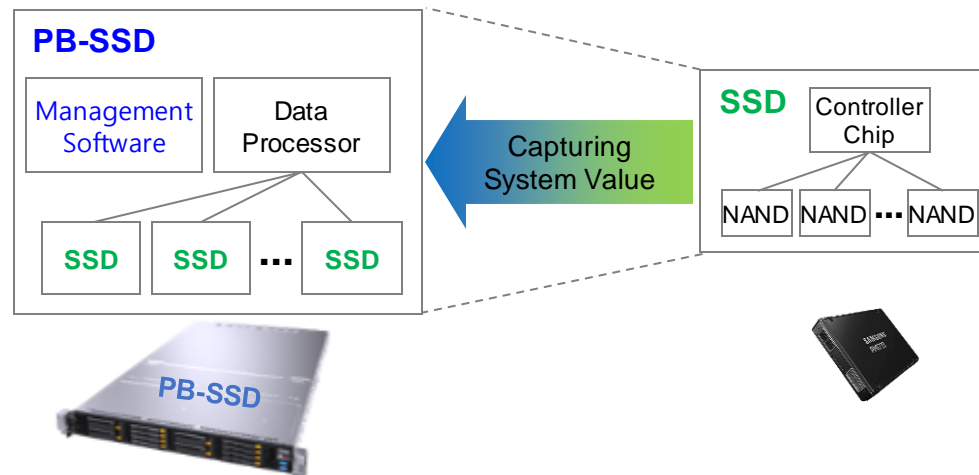 PB-SSD
Management
Software
Data
Processor
SSD
SSD
...
SSD
Capturing
System Value
SSD
Controller
Chip
NAND
NAND
...
NAND
PB-SSD
SAMSUNG